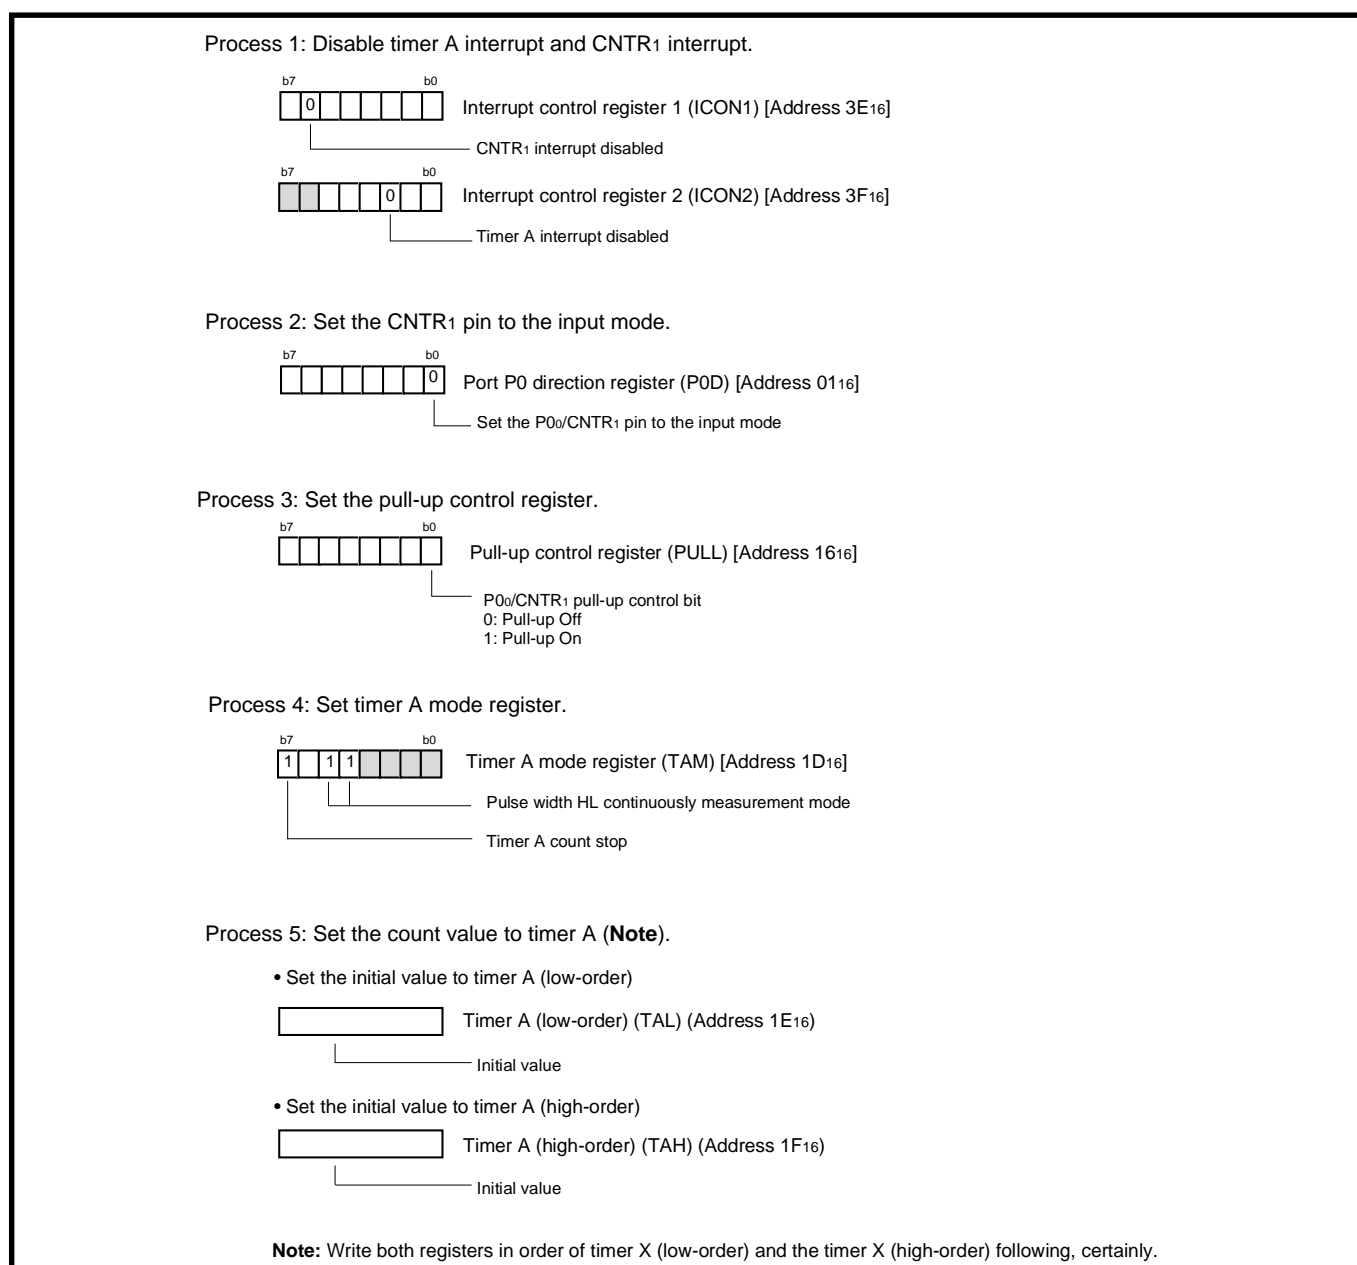 Process 1: Disable timer A interrupt and CNTR1 interrupt.
b7 b0
0 Interrupt control register 1 (ICON1) [Address 3E16]
CNTR1 interrupt disabled
b7 b0
0 Interrupt control register 2 (ICON2) [Address 3F16]
Timer A interrupt disabled
Process 2: Set the CNTR1 pin to the input mode.
b7 b0
0 Port P0 direction register (P0D) [Address 0116]
Set the P00/CNTR1 pin to the input mode
Process 3: Set the pull-up control register.
b7 b0
Pull-up control register (PULL) [Address 1616]
P00/CNTR1 pull-up control bit
0: Pull-up Off
1: Pull-up On
Process 4: Set timer A mode register.
b7 b0
1 1 1 Timer A mode register (TAM) [Address 1D16]
Pulse width HL continuously measurement mode
Timer A count stop
Process 5: Set the count value to timer A (Note).
• Set the initial value to timer A (low-order)
Timer A (low-order) (TAL) (Address 1E16)
Initial value
• Set the initial value to timer A (high-order)
Timer A (high-order) (TAH) (Address 1F16)
Initial value
Note: Write both registers in order of timer X (low-order) and the timer X (high-order) following, certainly.